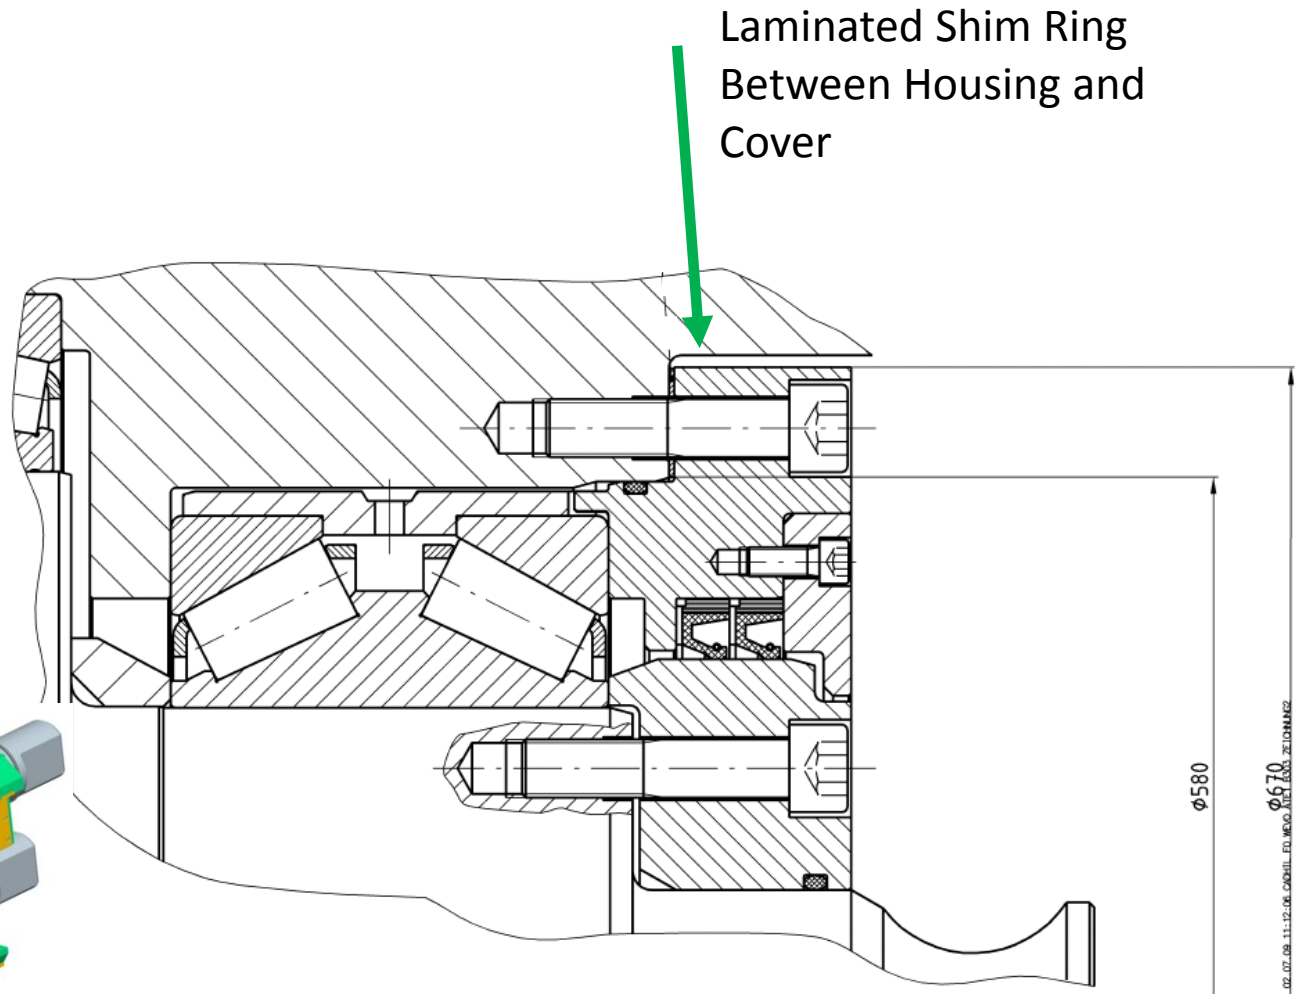 Laminated Shim Ring
Between Housing and
Cover
Φ580
Φ670